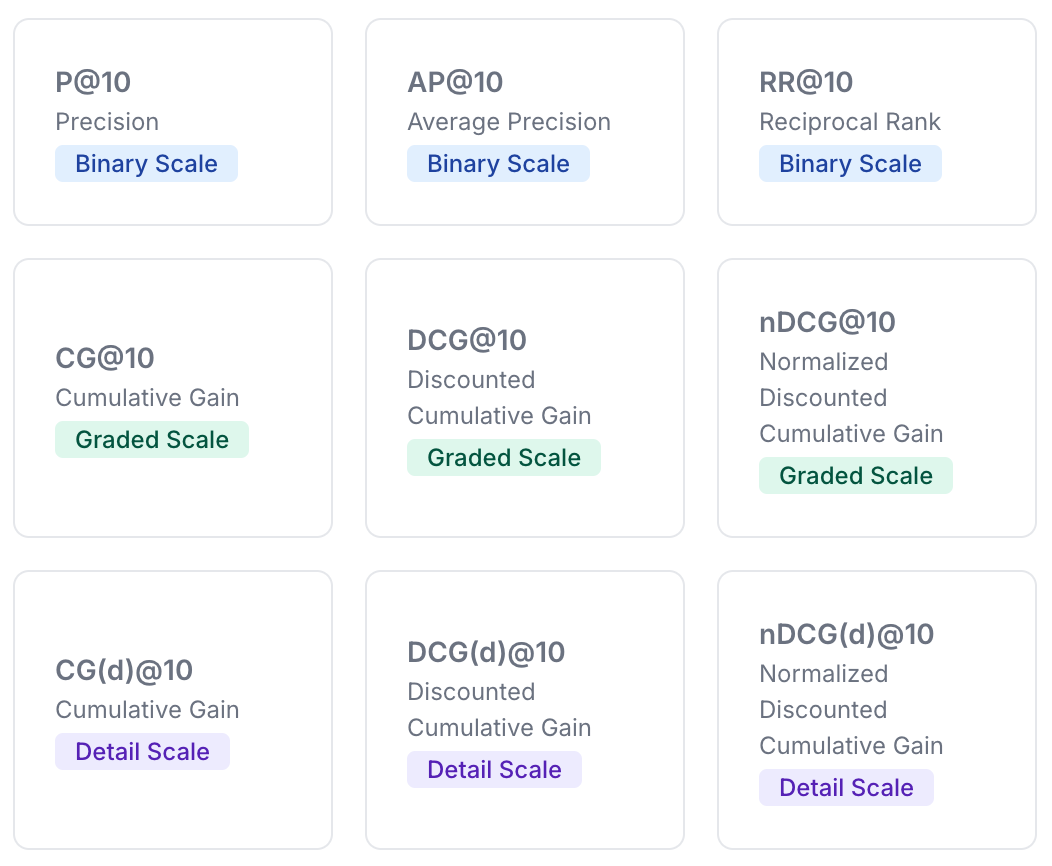 P@10
Precision
Binary Scale
AP@10
Average Precision
Binary Scale
RR@10
Reciprocal Rank
Binary Scale
CG@10
Cumulative Gain
Graded Scale
DCG@10
Discounted
Cumulative Gain
Graded Scale
nDCG@10
Normalized
Discounted
Cumulative Gain
Graded Scale
CG(d)@10
Cumulative Gain
Detail Scale
DCG(d)@10
Discounted
Cumulative Gain
Detail Scale
nDCG(d)@10
Normalized
Discounted
Cumulative Gain
Detail Scale